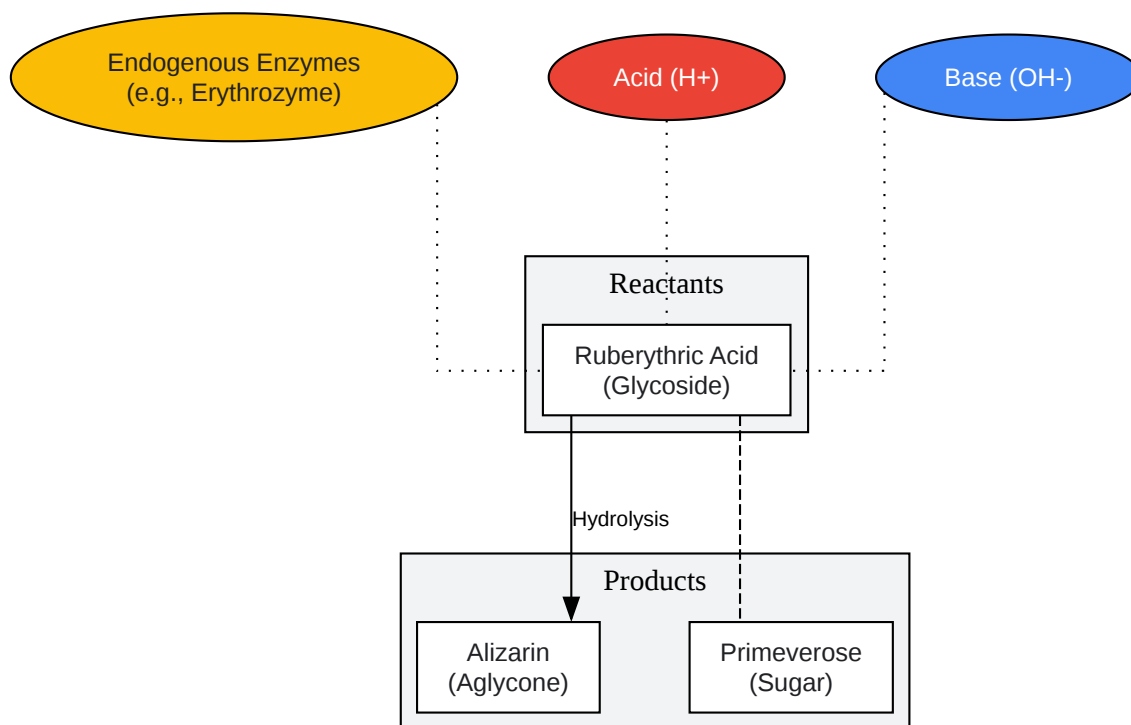 Endogenous Enzymes
(e.g., Erythrozyme)
Acid (H+)
Base (OH-)
Reactants
Ruberythric Acid
(Glycoside)
Hydrolysis
Products
Alizarin
(Aglycone)
Primeverose
(Sugar)